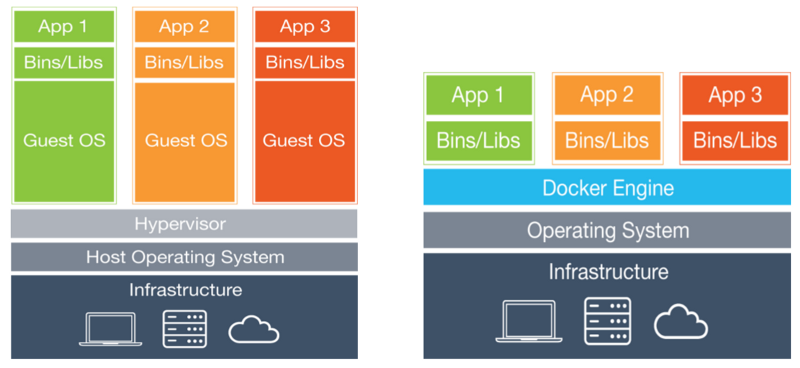 App 1
App 2
App 3
Bins/Libs
Bins/Libs
Bins/Libs
Guest OS
Guest OS
Guest OS
Hypervisor
Host Operating System
Infrastructure
App 1
App 2
App 3
Bins/Libs
Bins/Libs
Bins/Libs
Docker Engine
Operating System
Infrastructure